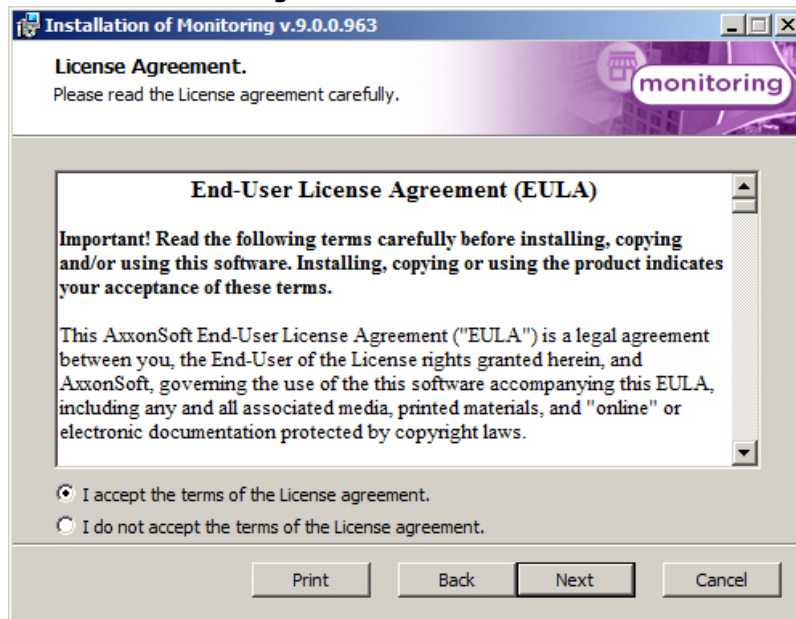 Installation of Monitoring v.9.0.0.963
License Agreement.
Please read the License agreement carefully.
monitoring
End-User License Agreement (EULA)
Important! Read the following terms carefully before installing, copying
and/or using this software. Installing, copying or using the product indicates
your acceptance of these terms.
This AxxonSoft End-User License Agreement ("EULA") is a legal agreement
between you, the End-User of the License rights granted herein, and
AxxonSoft, governing the use of the this software accompanying this EULA,
including any and all associated media, printed materials, and "online" or
electronic documentation protected by copyright laws.
I accept the terms of the License agreement.
I do not accept the terms of the License agreement.
Print Back Next Cancel